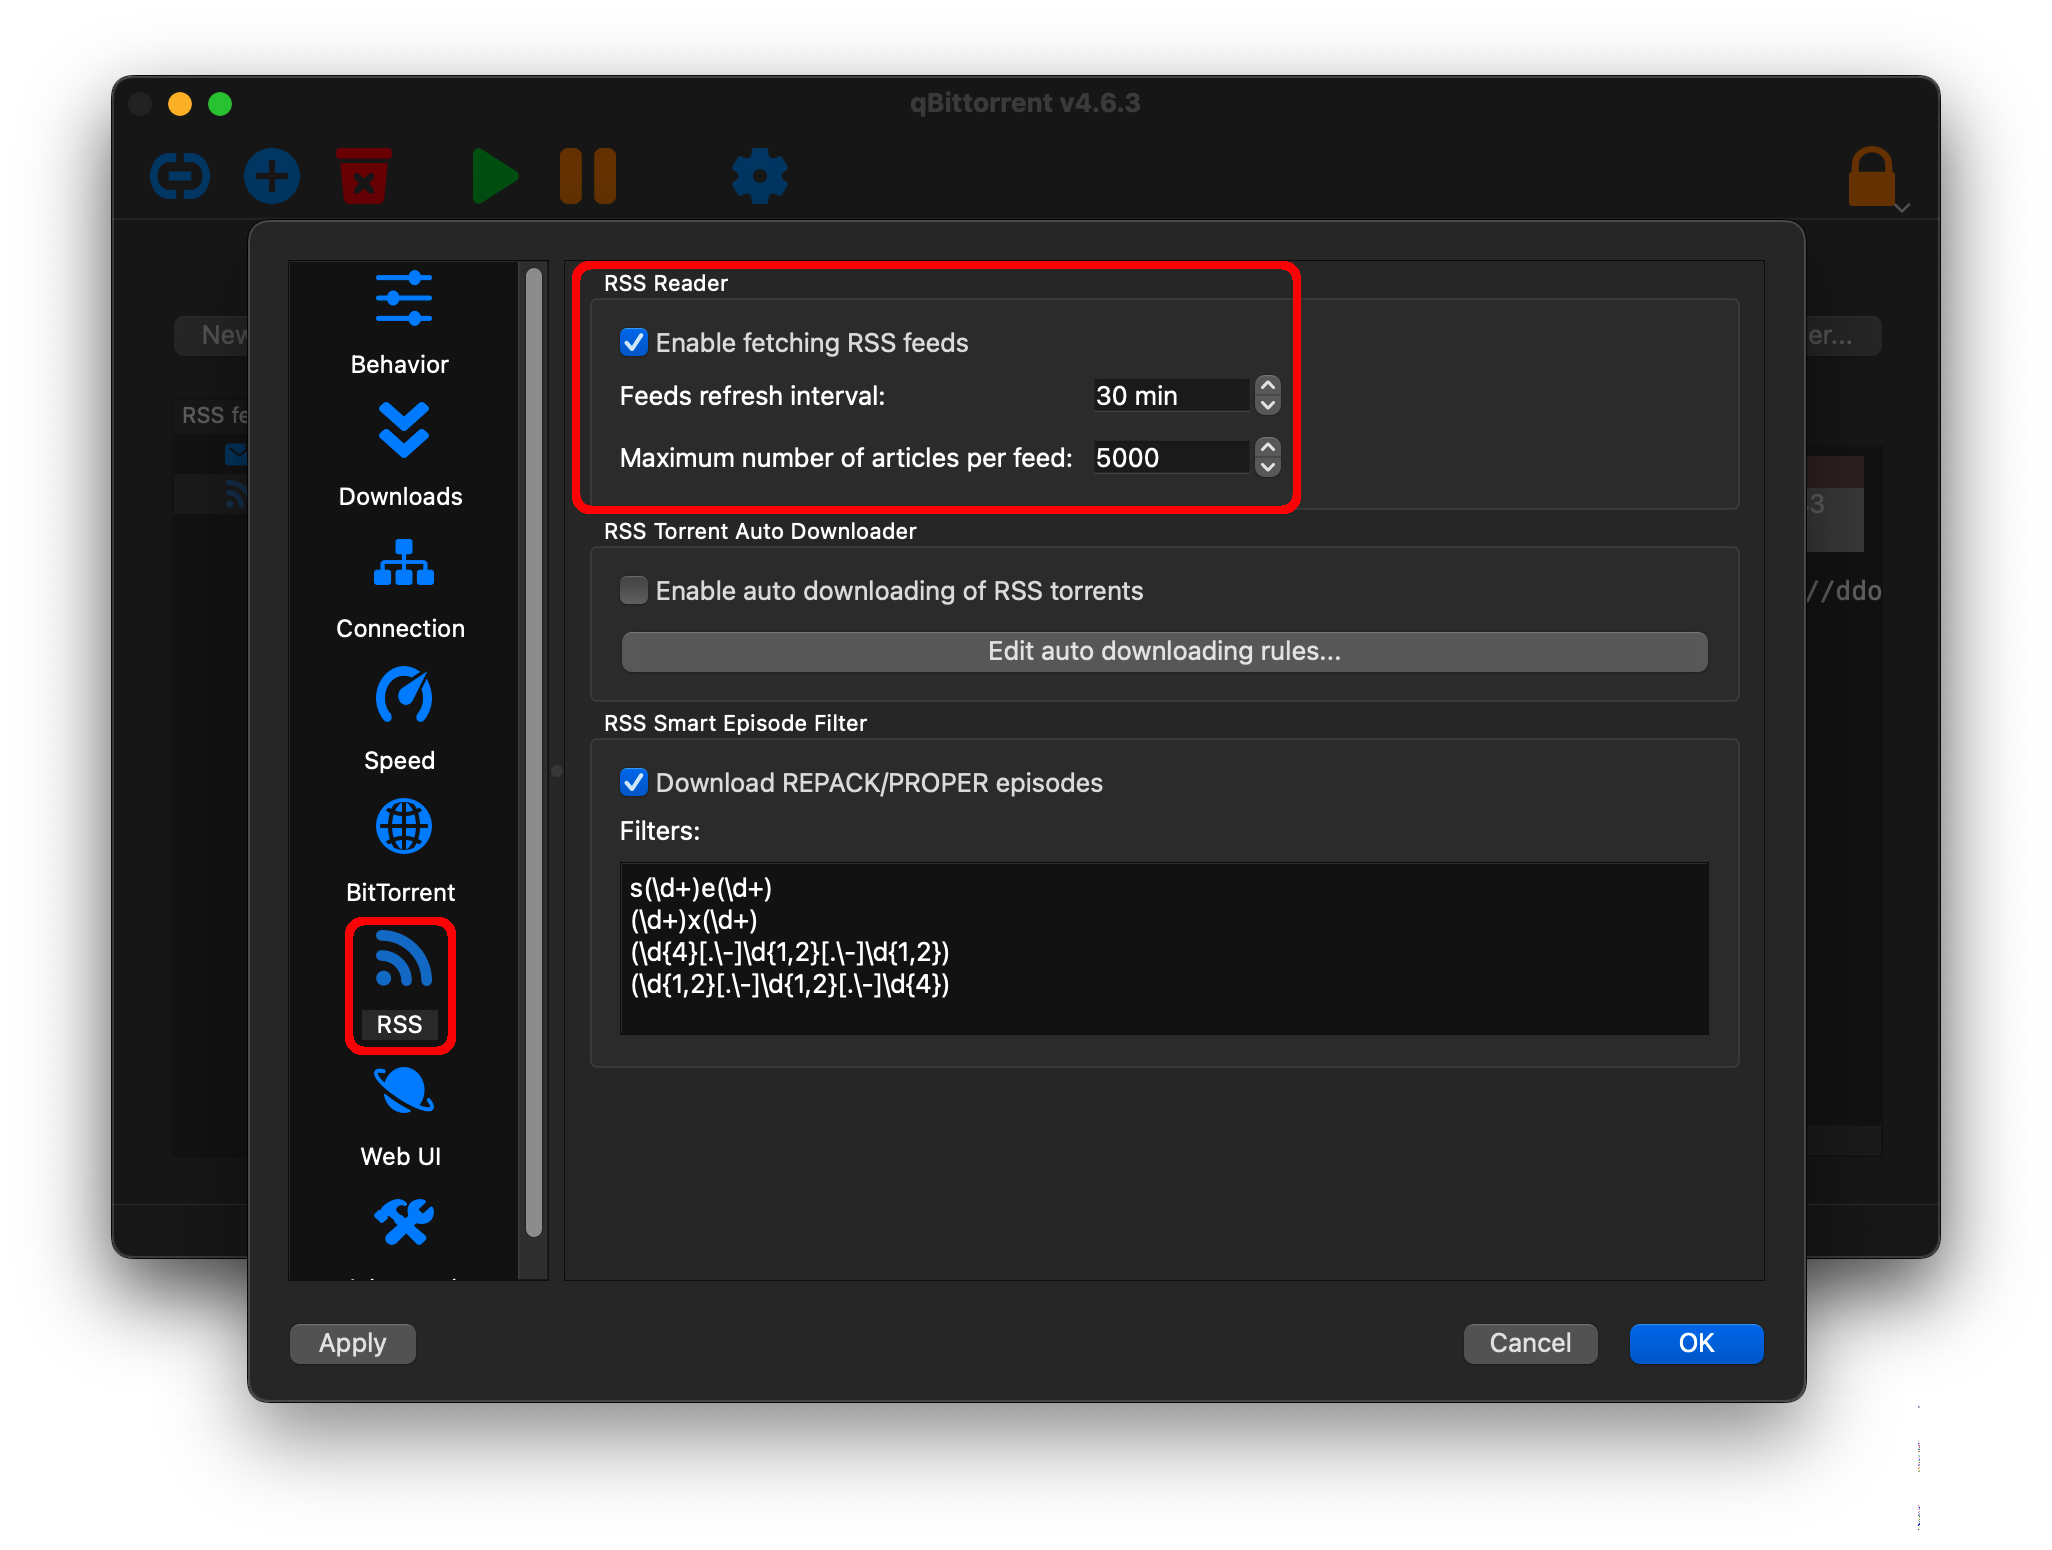 qBittorrent v4.6.3
New
er...
RSS fe
3
//ddo
Behavior
Downloads
Connection
Speed
BitTorrent
RSS
Web UI
RSS Reader
Enable fetching RSS feeds
Feeds refresh interval: 30 min
Maximum number of articles per feed: 5000
RSS Torrent Auto Downloader
Enable auto downloading of RSS torrents
Edit auto downloading rules...
RSS Smart Episode Filter
Download REPACK/PROPER episodes
Filters:
s(\d+)e(\d+)
(\d+)x(\d+)
(\d{4}[.\-]\d{1,2}[.\-]\d{1,2})
(\d{1,2}[.\-]\d{1,2}[.\-]\d{4})
Apply
Cancel
OK